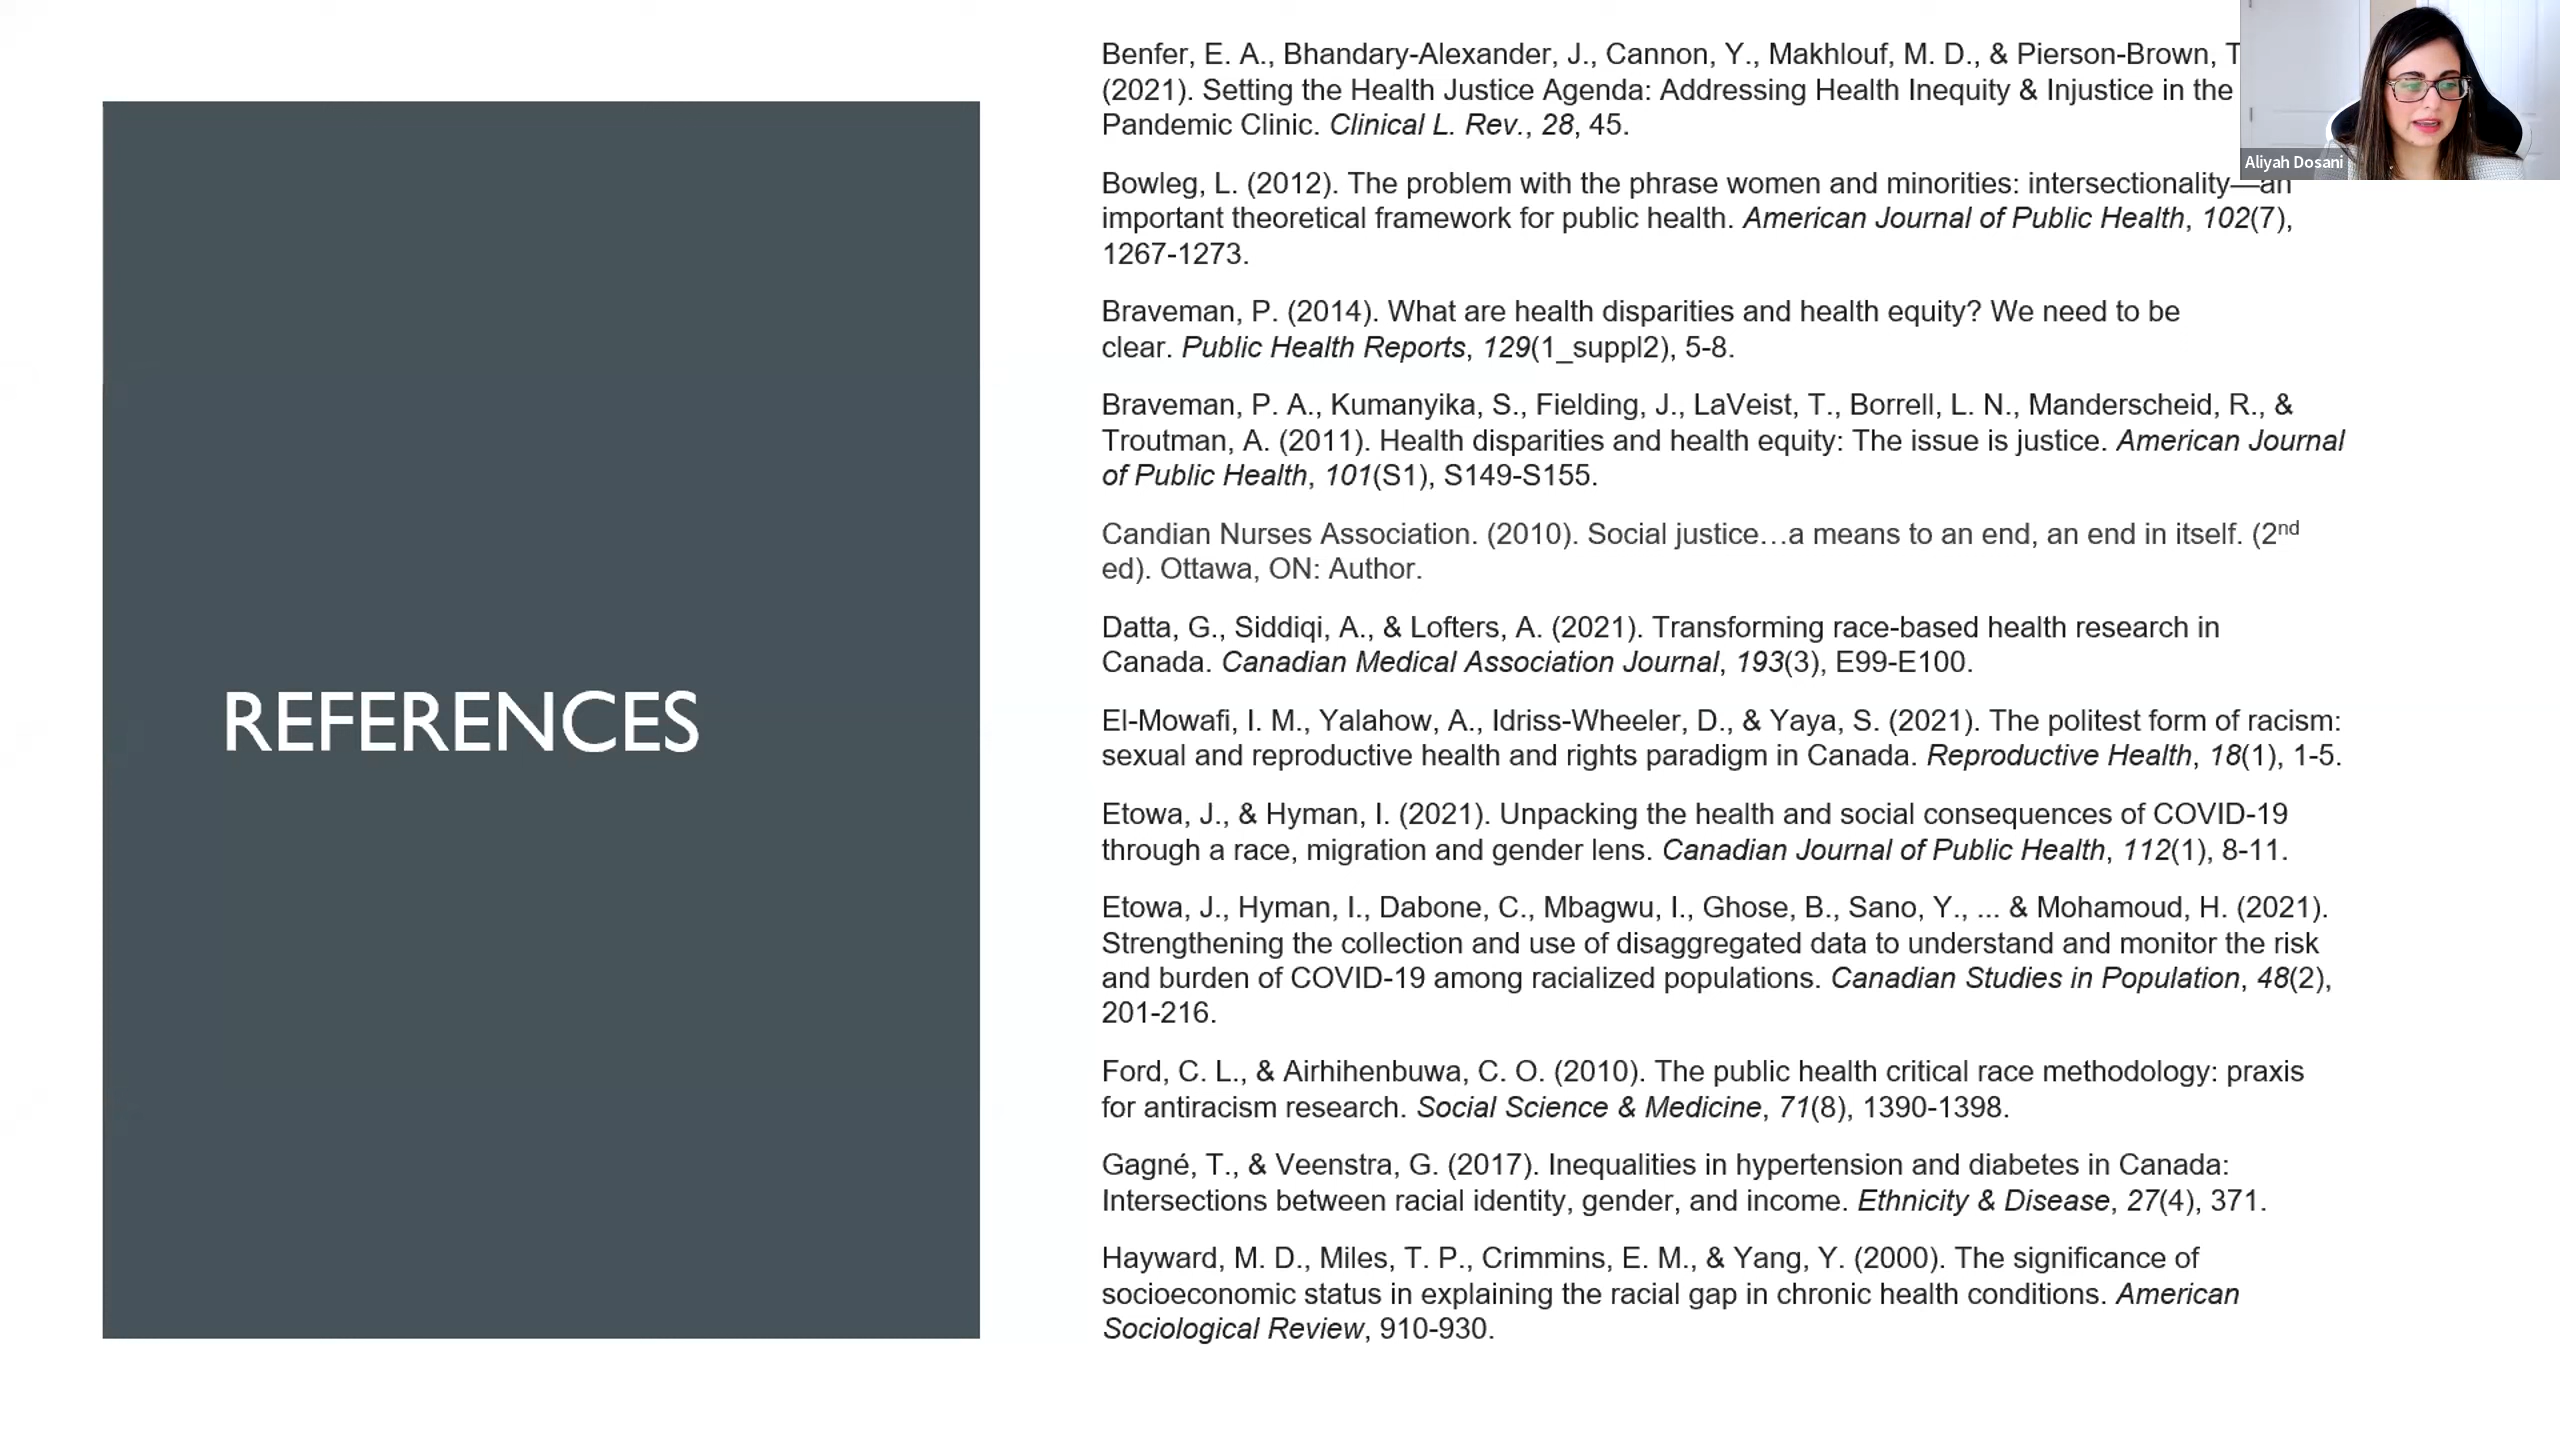 REFERENCES
Benfer, E. A., Bhandary-Alexander, J., Cannon, Y., Makhlouf, M. D., & Pierson-Brown, T
(2021). Setting the Health Justice Agenda: Addressing Health Inequity & Injustice in the
Pandemic Clinic. Clinical L. Rev., 28, 45.
Bowleg, L. (2012). The problem with the phrase women and minorities: intersectionality—an
important theoretical framework for public health. American Journal of Public Health, 102(7),
1267-1273.
Braveman, P. (2014). What are health disparities and health equity? We need to be
clear. Public Health Reports, 129(1_suppl2), 5-8.
Braveman, P. A., Kumanyika, S., Fielding, J., LaVeist, T., Borrell, L. N., Manderscheid, R., &
Troutman, A. (2011). Health disparities and health equity: The issue is justice. American Journal
of Public Health, 101(S1), S149-S155.
Candian Nurses Association. (2010). Social justice…a means to an end, an end in itself. (2nd
ed). Ottawa, ON: Author.
Datta, G., Siddiqi, A., & Lofters, A. (2021). Transforming race-based health research in
Canada. Canadian Medical Association Journal, 193(3), E99-E100.
El-Mowafi, I. M., Yalahow, A., Idriss-Wheeler, D., & Yaya, S. (2021). The politest form of racism:
sexual and reproductive health and rights paradigm in Canada. Reproductive Health, 18(1), 1-5.
Etowa, J., & Hyman, I. (2021). Unpacking the health and social consequences of COVID-19
through a race, migration and gender lens. Canadian Journal of Public Health, 112(1), 8-11.
Etowa, J., Hyman, I., Dabone, C., Mbagwu, I., Ghose, B., Sano, Y., ... & Mohamoud, H. (2021).
Strengthening the collection and use of disaggregated data to understand and monitor the risk
and burden of COVID-19 among racialized populations. Canadian Studies in Population, 48(2),
201-216.
Ford, C. L., & Airhihenbuwa, C. O. (2010). The public health critical race methodology: praxis
for antiracism research. Social Science & Medicine, 71(8), 1390-1398.
Gagné, T., & Veenstra, G. (2017). Inequalities in hypertension and diabetes in Canada:
Intersections between racial identity, gender, and income. Ethnicity & Disease, 27(4), 371.
Hayward, M. D., Miles, T. P., Crimmins, E. M., & Yang, Y. (2000). The significance of
socioeconomic status in explaining the racial gap in chronic health conditions. American
Sociological Review, 910-930.
Aliyah Dosani